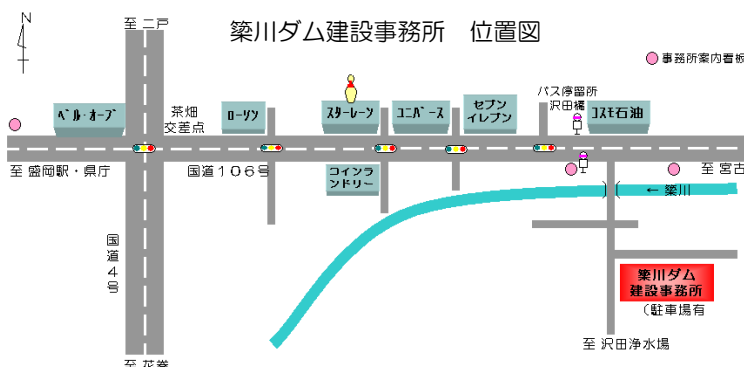 簗川ダム建設事務所 位置図
N
至 二戸
事務所案内看板
ベル・オーブ
茶畑
交差点
ローソン
スターレーン
ユニバース
セブン
イレブン
バス停留所
沢田橋
コスモ石油
至 盛岡駅・県庁
国道106号
コインラ
ンドリー
至 宮古
← 簗川
国道4号
簗川ダム
建設事務所
(駐車場有
至 沢田浄水場
至 花巻